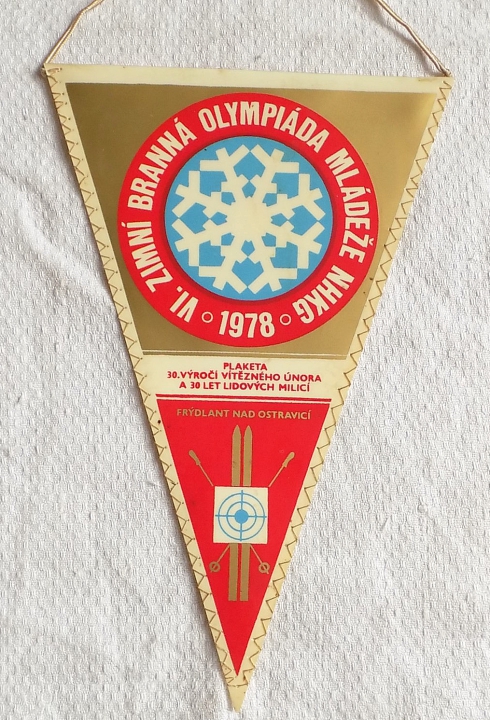 VI. ZIMNÍ BRANNÁ OLYMPIÁDA MLÁDEŽE NHKG
1978
PLAKETA
30. VÝROČÍ VÍTĚZNÉHO ÚNORA
A 30 LET LIDOVÝCH MILICÍ
FRÝDLANT NAD OSTRAVICÍ